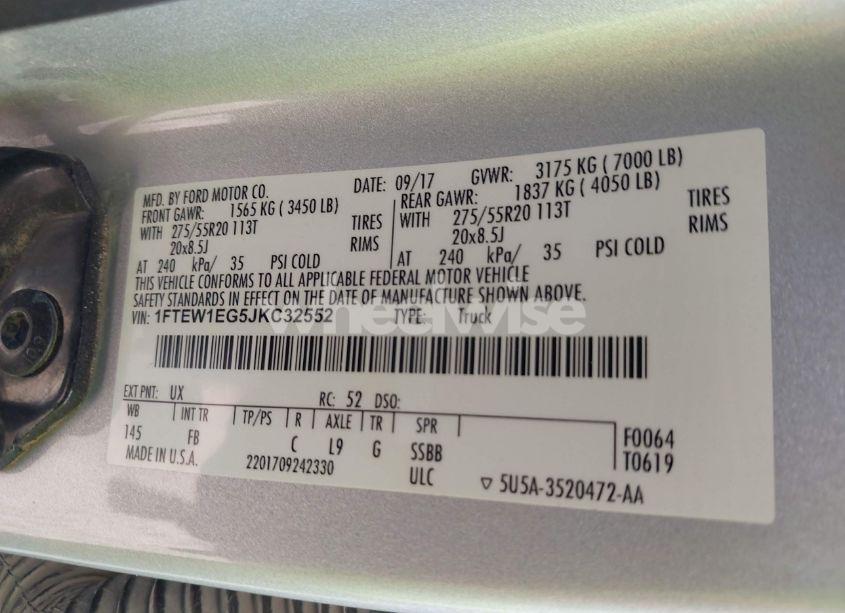 MFD. BY FORD MOTOR CO. DATE: 09/17 GVWR: 3175 KG ( 7000 LB)
FRONT GAWR: 1565 KG ( 3450 LB) REAR GAWR: 1837 KG ( 4050 LB)
WITH 275/55R20 113T TIRES WITH 275/55R20 113T TIRES
20x8.5J RIMS 20x8.5J RIMS
AT 240 kPa/ 35 PSI COLD AT 240 kPa/ 35 PSI COLD
THIS VEHICLE CONFORMS TO ALL APPLICABLE FEDERAL MOTOR VEHICLE
SAFETY STANDARDS IN EFFECT ON THE DATE OF MANUFACTURE SHOWN ABOVE.
VIN: 1FTEW1EG5JKC32552 TYPE: Truck
wheelwise
EXT PNT: UX RC: 52 DSO:
WB INT TR TP/PS R AXLE TR SPR
145 FB C L9 G SSBB F0064
MADE IN U.S.A. 2201709242330 ULC T0619
▽ 5U5A-3520472-AA